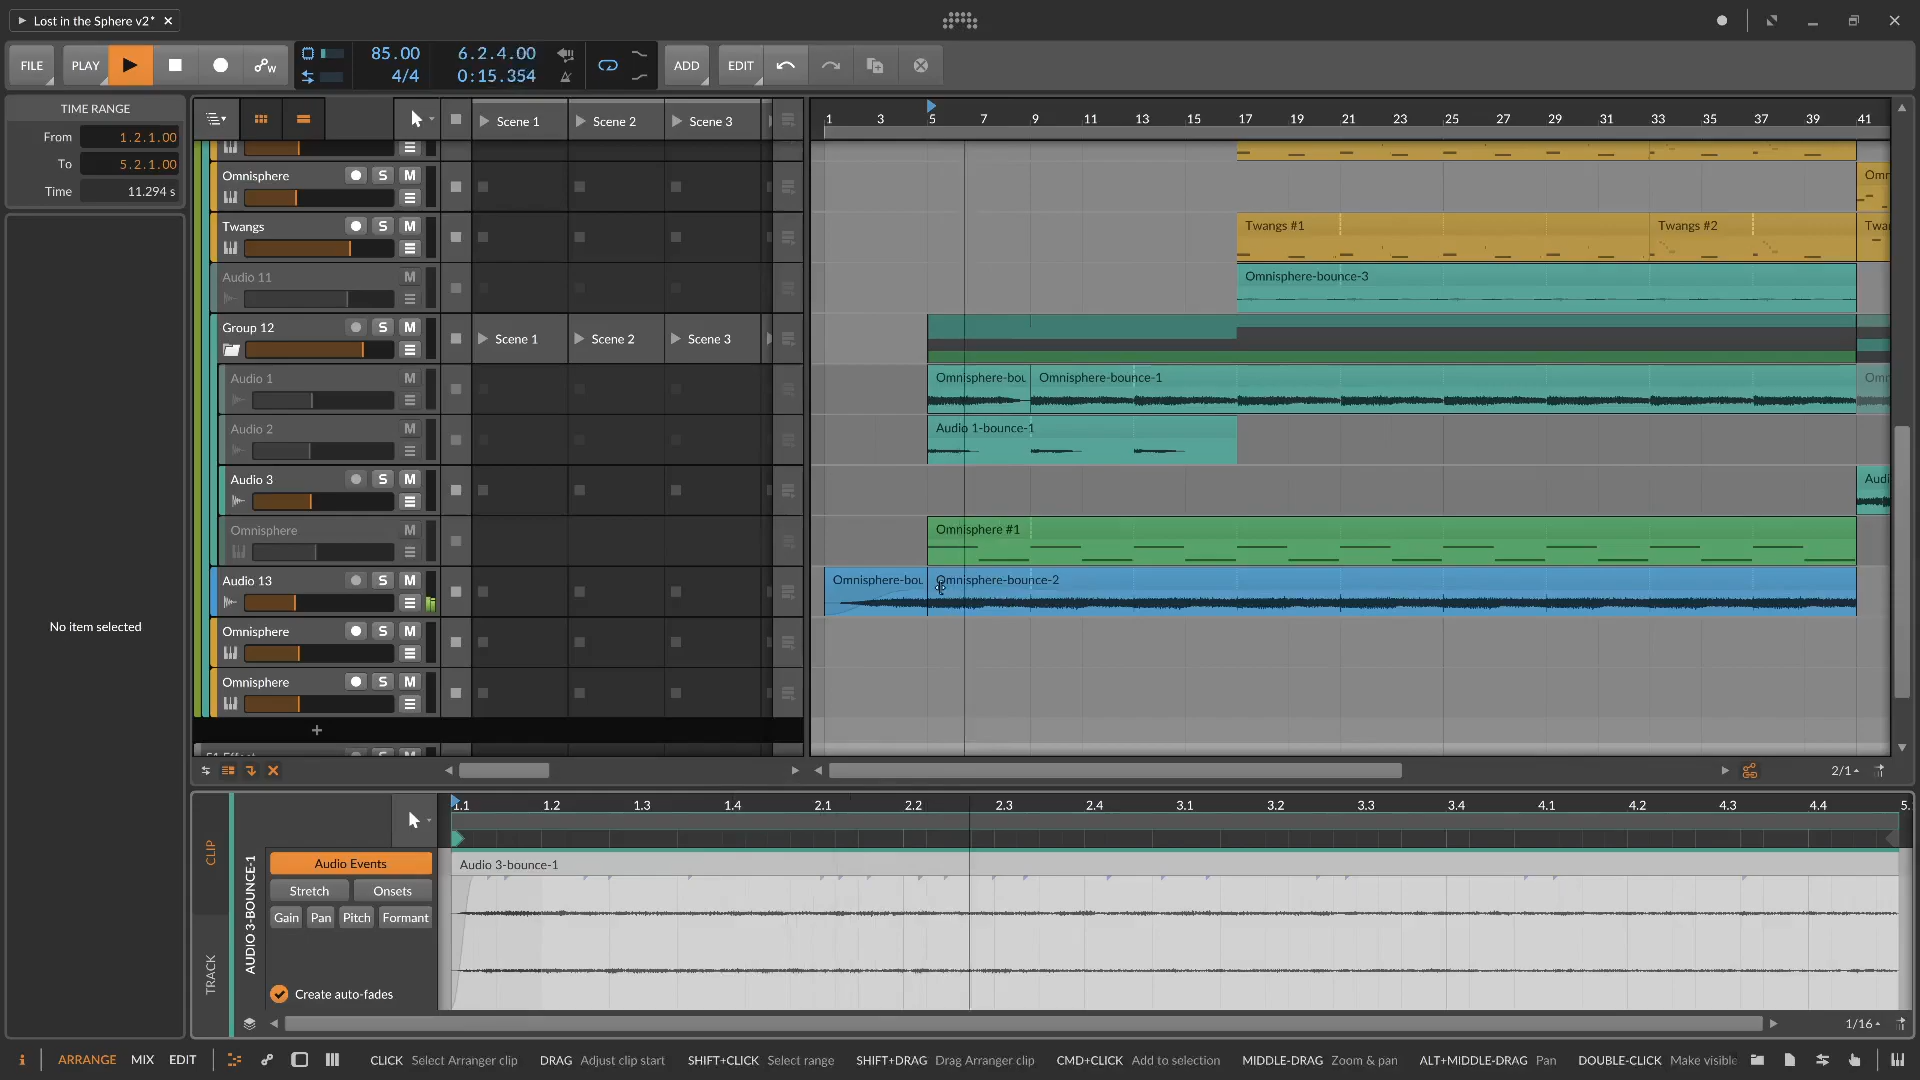 Lost in the Sphere v2*
FILE
PLAY
85.00
4/4
6.2.4.00
0:15.354
ADD
EDIT
TIME RANGE
From 1.2.1.00
To 5.2.1.00
Time 11.294 s
No item selected
Scene 1 Scene 2 Scene 3
1 3 5 7 9 11 13 15 17 19 21 23 25 27 29 31 33 35 37 39 41
Omnisphere S M
Omn
Twangs S M
Twangs #1 Twangs #2 Twa
Audio 11 M
Omnisphere-bounce-3
Group 12 S M
Scene 1 Scene 2 Scene 3
Audio 1 M
Omnisphere-bou Omnisphere-bounce-1 Omn
Audio 2 M
Audio 1-bounce-1
Audio 3 S M
Audi
Omnisphere M
Omnisphere #1
Audio 13 S M
Omnisphere-bou Omnisphere-bounce-2
Omnisphere S M
Omnisphere S M
+
2/1
CLIP
TRACK
AUDIO 3-BOUNCE-1
1.1 1.2 1.3 1.4 2.1 2.2 2.3 2.4 3.1 3.2 3.3 3.4 4.1 4.2 4.3 4.4 5.
Audio Events
Stretch Onsets
Gain Pan Pitch Formant
Create auto-fades
Audio 3-bounce-1
1/16
i ARRANGE MIX EDIT
CLICK Select Arranger clip DRAG Adjust clip start SHIFT+CLICK Select range SHIFT+DRAG Drag Arranger clip CMD+CLICK Add to selection MIDDLE-DRAG Zoom & pan ALT+MIDDLE-DRAG Pan DOUBLE-CLICK Make visible